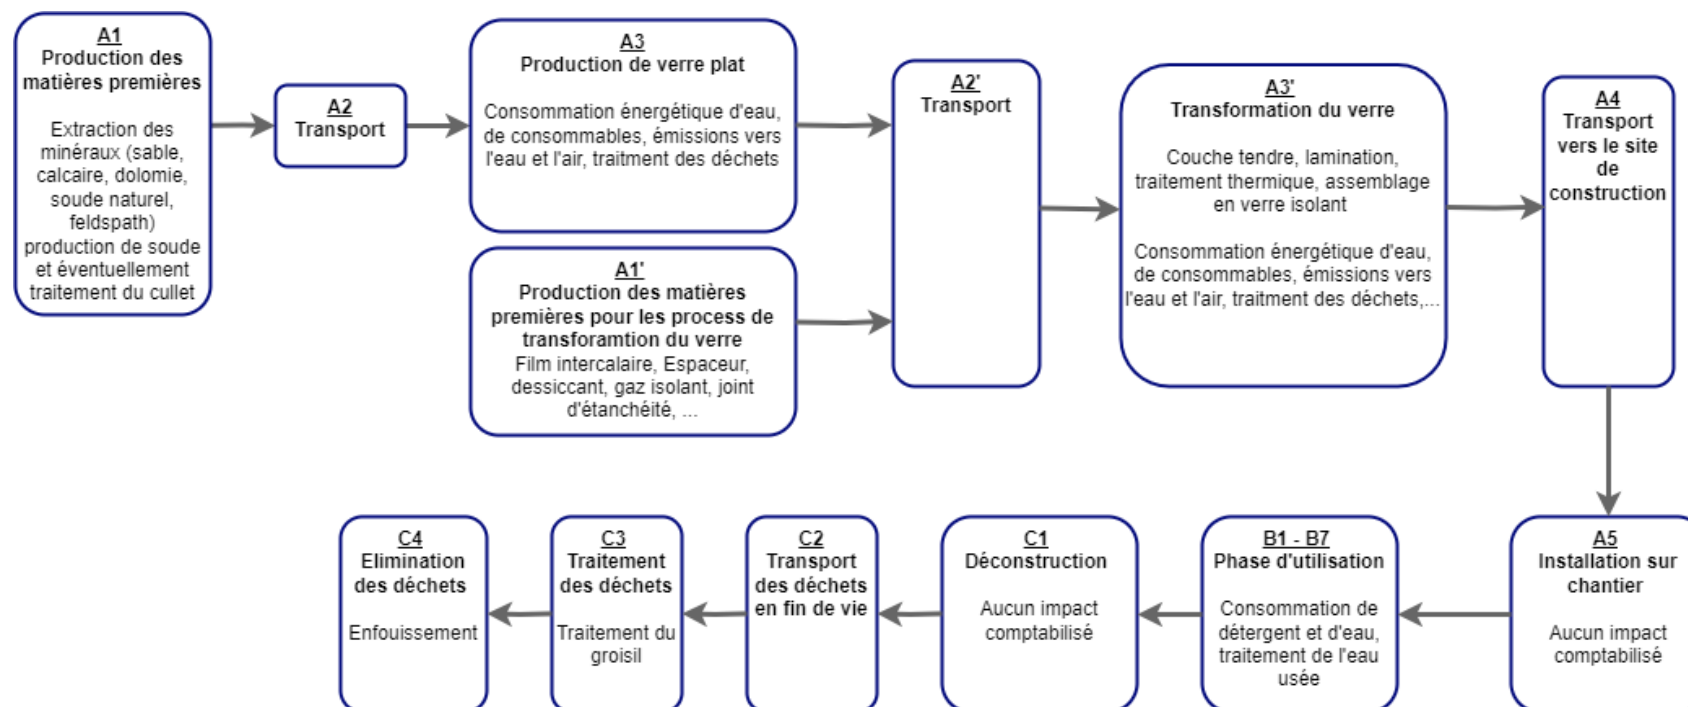 A1
Production des
matières premières
Extraction des
minéraux (sable,
calcaire, dolomie,
soude naturel,
feldspath)
production de soude
et éventuellement
traitement du cullet
A2
Transport
A3
Production de verre plat
Consommation énergétique d'eau,
de consommables, émissions vers
l'eau et l'air, traitment des déchets
A1'
Production des matières
premières pour les process de
transforamtion du verre
Film intercalaire, Espaceur,
dessiccant, gaz isolant, joint
d'étanchéité, ...
A2'
Transport
A3'
Transformation du verre
Couche tendre, lamination,
traitement thermique, assemblage
en verre isolant
Consommation énergétique d'eau,
de consommables, émissions vers
l'eau et l'air, traitment des déchets,...
A4
Transport
vers le site
de
construction
A5
Installation sur
chantier
Aucun impact
comptabilisé
B1 - B7
Phase d'utilisation
Consommation de
détergent et d'eau,
traitement de l'eau
usée
C1
Déconstruction
Aucun impact
comptabilisé
C2
Transport
des déchets
en fin de vie
C3
Traitement
des déchets
Traitement du
groisil
C4
Elimination
des déchets
Enfouissement